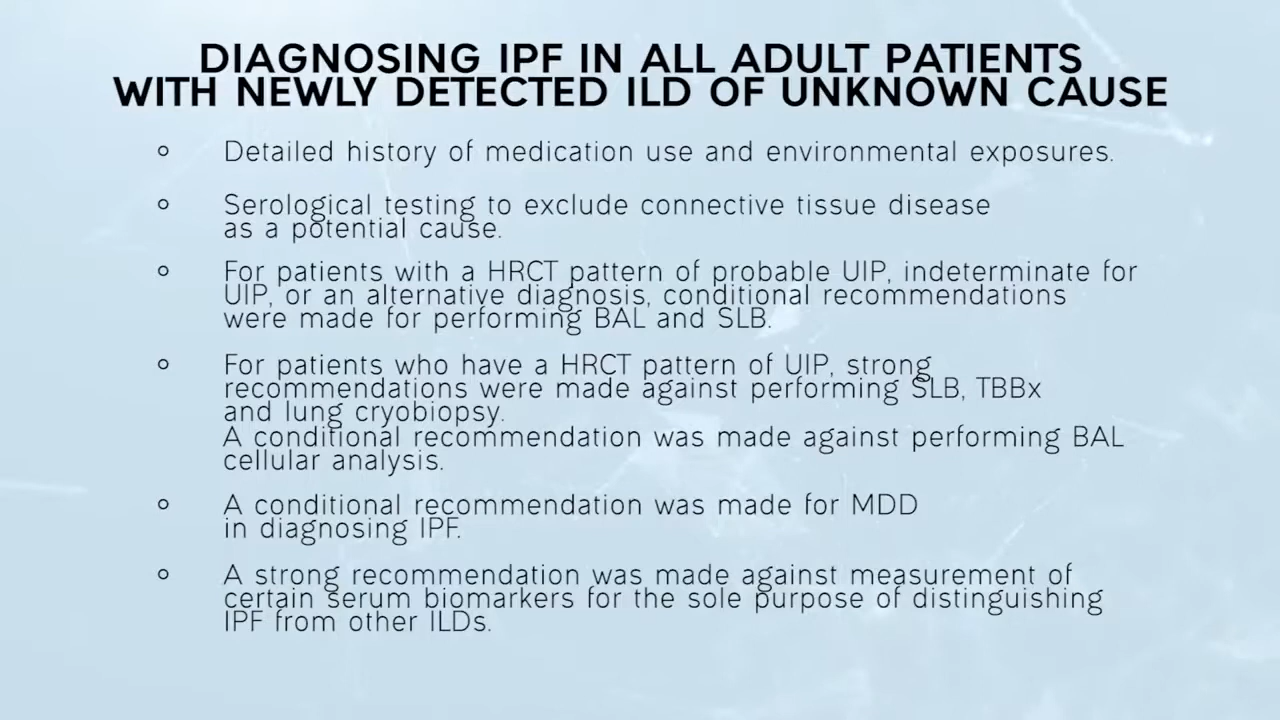 DIAGNOSING IPF IN ALL ADULT PATIENTS
WITH NEWLY DETECTED ILD OF UNKNOWN CAUSE
Detailed history of medication use and environmental exposures.
Serological testing to exclude connective tissue disease
as a potential cause.
For patients with a HRCT pattern of probable UIP, indeterminate for
UIP, or an alternative diagnosis, conditional recommendations
were made for performing BAL and SLB.
For patients who have a HRCT pattern of UIP, strong
recommendations were made against performing SLB, TBBx
and lung cryobiopsy.
A conditional recommendation was made against performing BAL
cellular analysis.
A conditional recommendation was made for MDD
in diagnosing IPF.
A strong recommendation was made against measurement of
certain serum biomarkers for the sole purpose of distinguishing
IPF from other ILDs.